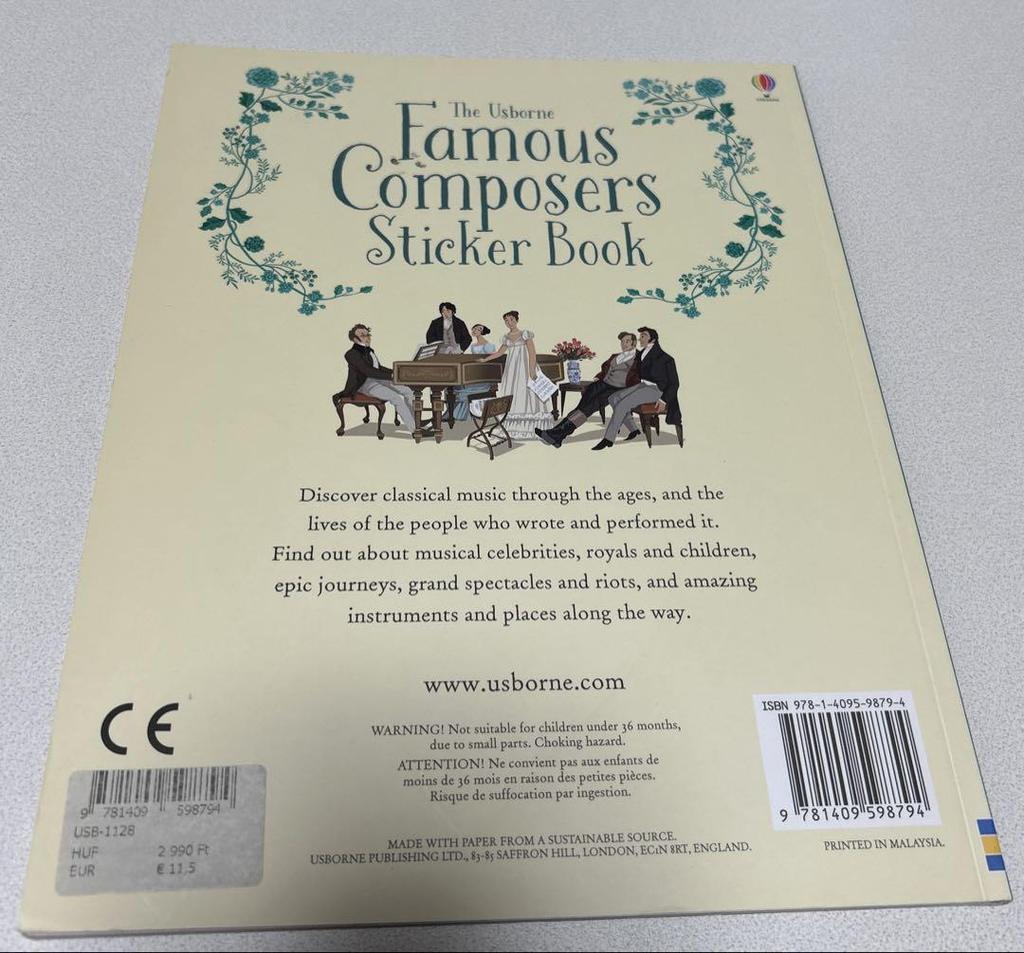 The Usborne
Famous
Composers
Sticker Book
USBORNE
Discover classical music through the ages, and the
lives of the people who wrote and performed it.
Find out about musical celebrities, royals and children,
epic journeys, grand spectacles and riots, and amazing
instruments and places along the way.
www.usborne.com
CE
WARNING! Not suitable for children under 36 months,
due to small parts. Choking hazard.
ATTENTION! Ne convient pas aux enfants de
moins de 36 mois en raison des petites pièces.
Risque de suffocation par ingestion.
MADE WITH PAPER FROM A SUSTAINABLE SOURCE.
USBORNE PUBLISHING LTD., 83-85 SAFFRON HILL, LONDON, EC1N 8RT, ENGLAND.
ISBN 978-1-4095-9879-4
9 781409 598794
PRINTED IN MALAYSIA.
9 781409 598794
USB-1128
HUF 2 990 Ft
EUR € 11,5